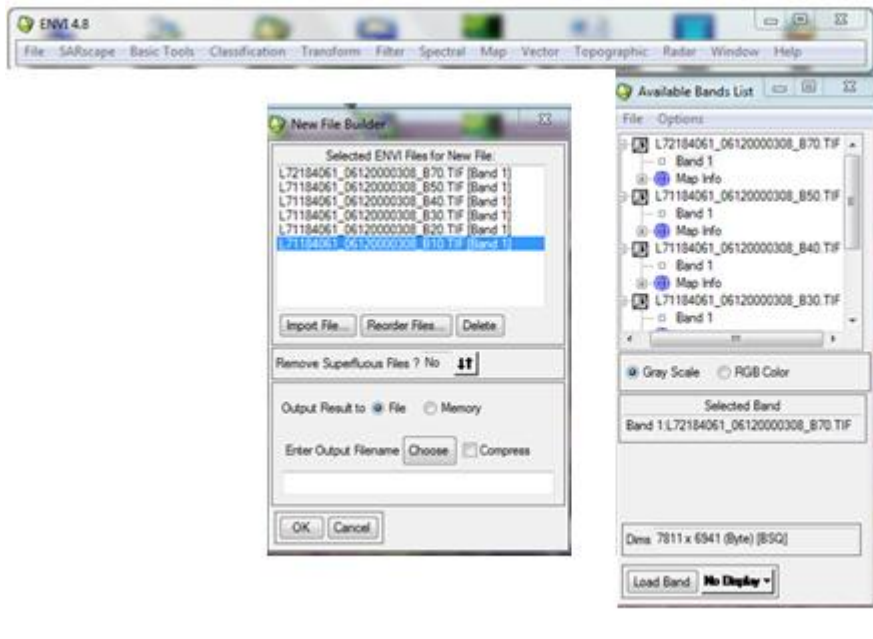 ENVI 4.8
File SARscape Basic Tools Classification Transform Filter Spectral Map Vector Topographic Radar Window Help
New File Builder
Selected ENVI Files for New File:
L72184061_06120000308_B70.TIF [Band 1]
L71184061_06120000308_B50.TIF [Band 1]
L71184061_06120000308_B40.TIF [Band 1]
L71184061_06120000308_B30.TIF [Band 1]
L71184061_06120000308_B20.TIF [Band 1]
L71184061_06120000308_B10.TIF [Band 1]
Import File... Reorder Files... Delete
Remove Superfluous Files ? No
Output Result to File Memory
Enter Output Filename Choose Compress
OK Cancel
Available Bands List
File Options
L72184061_06120000308_B70.TIF
Band 1
Map Info
L71184061_06120000308_B50.TIF
Band 1
Map Info
L71184061_06120000308_B40.TIF
Band 1
Map Info
L71184061_06120000308_B30.TIF
Band 1
Gray Scale RGB Color
Selected Band
Band 1:L72184061_06120000308_B70.TIF
Dims 7811 x 6941 (Byte) [BSQ]
Load Band No Display